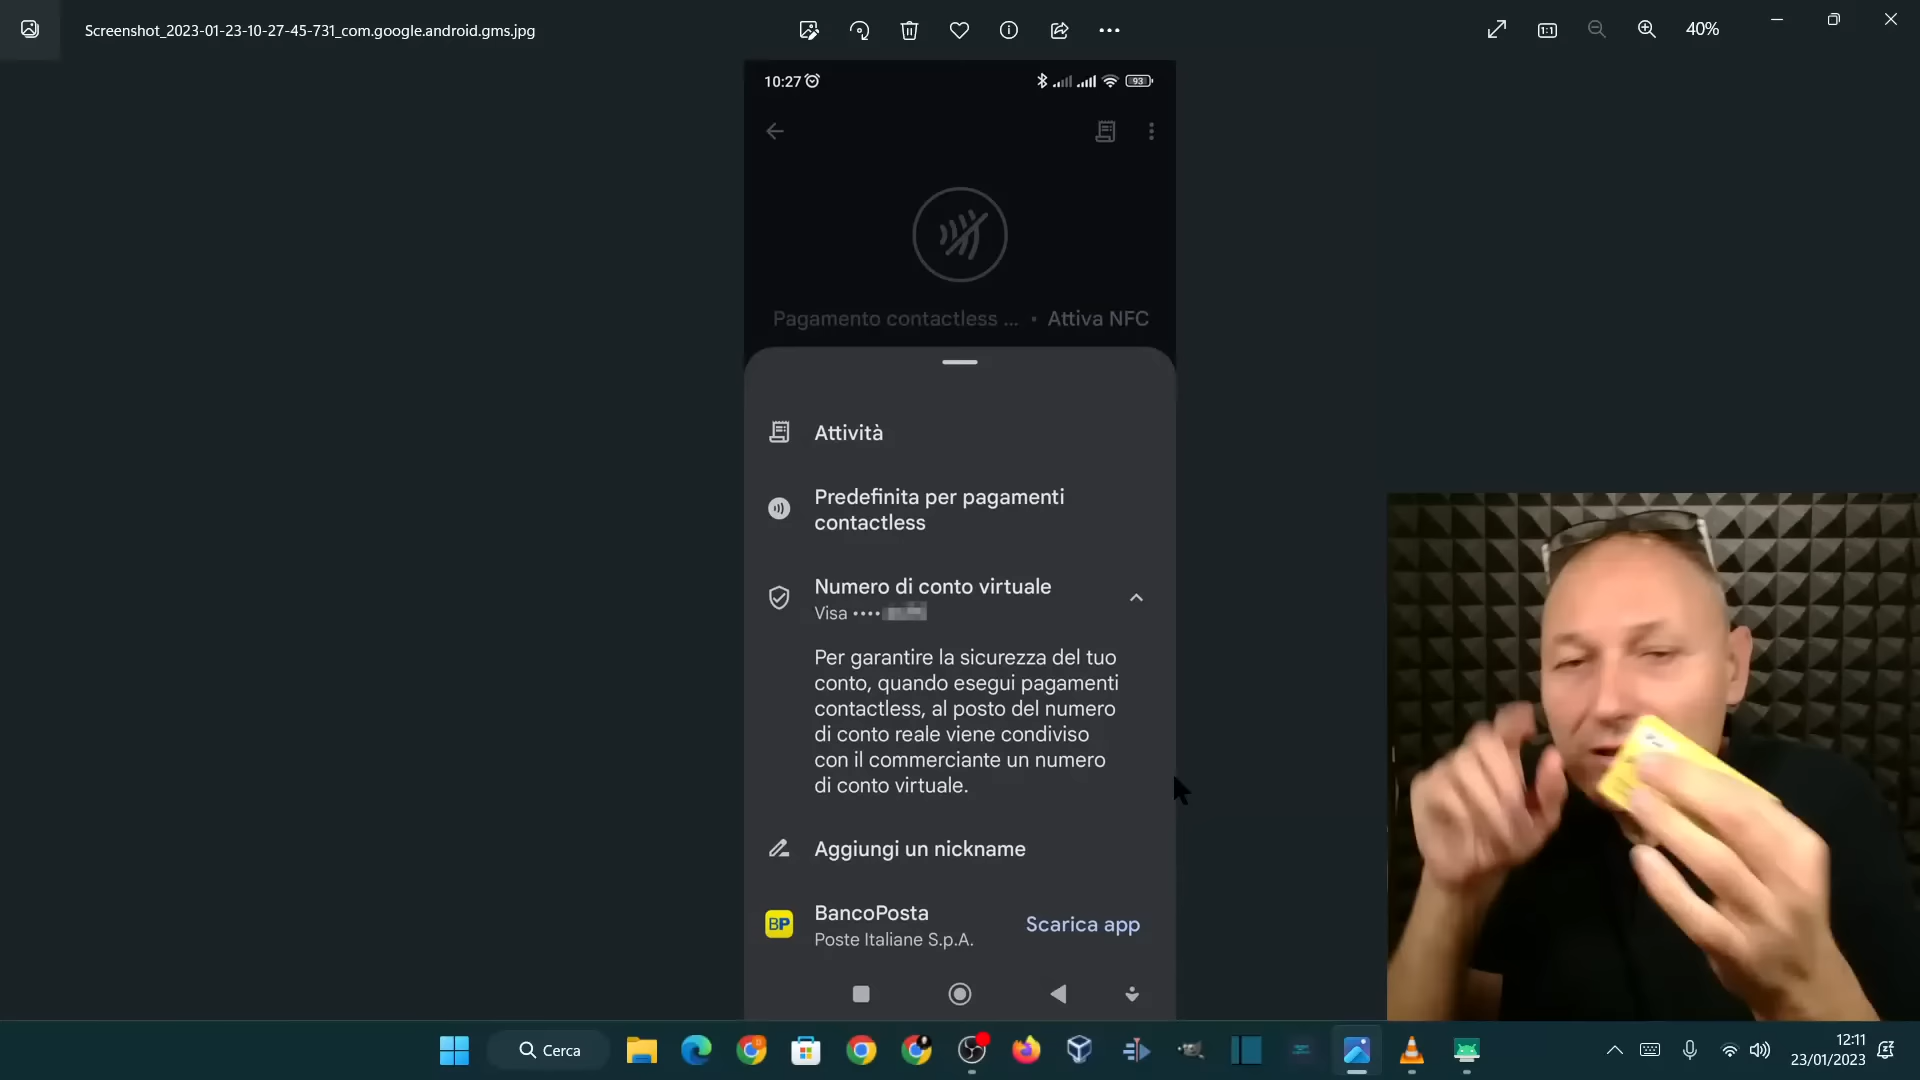 Screenshot_2023-01-23-10-27-45-731_com.google.android.gms.jpg
1:1
40%
10:27
93
Pagamento contactless ... • Attiva NFC
Attività
Predefinita per pagamenti
contactless
Numero di conto virtuale
Visa ••••
Per garantire la sicurezza del tuo
conto, quando esegui pagamenti
contactless, al posto del numero
di conto reale viene condiviso
con il commerciante un numero
di conto virtuale.
Aggiungi un nickname
BP
BancoPosta
Scarica app
Poste Italiane S.p.A.
Cerca
12:11
23/01/2023